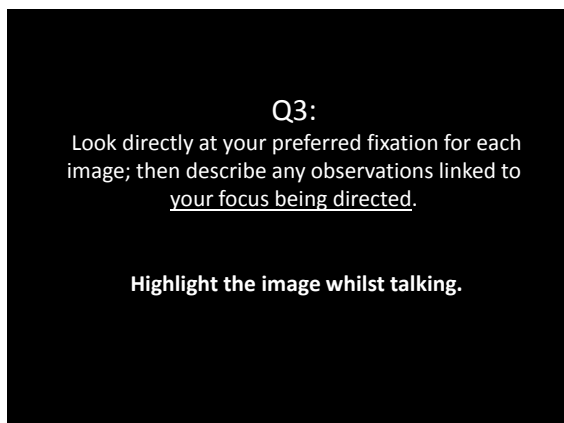 Q3:
Look directly at your preferred fixation for each
image; then describe any observations linked to
your focus being directed.
Highlight the image whilst talking.